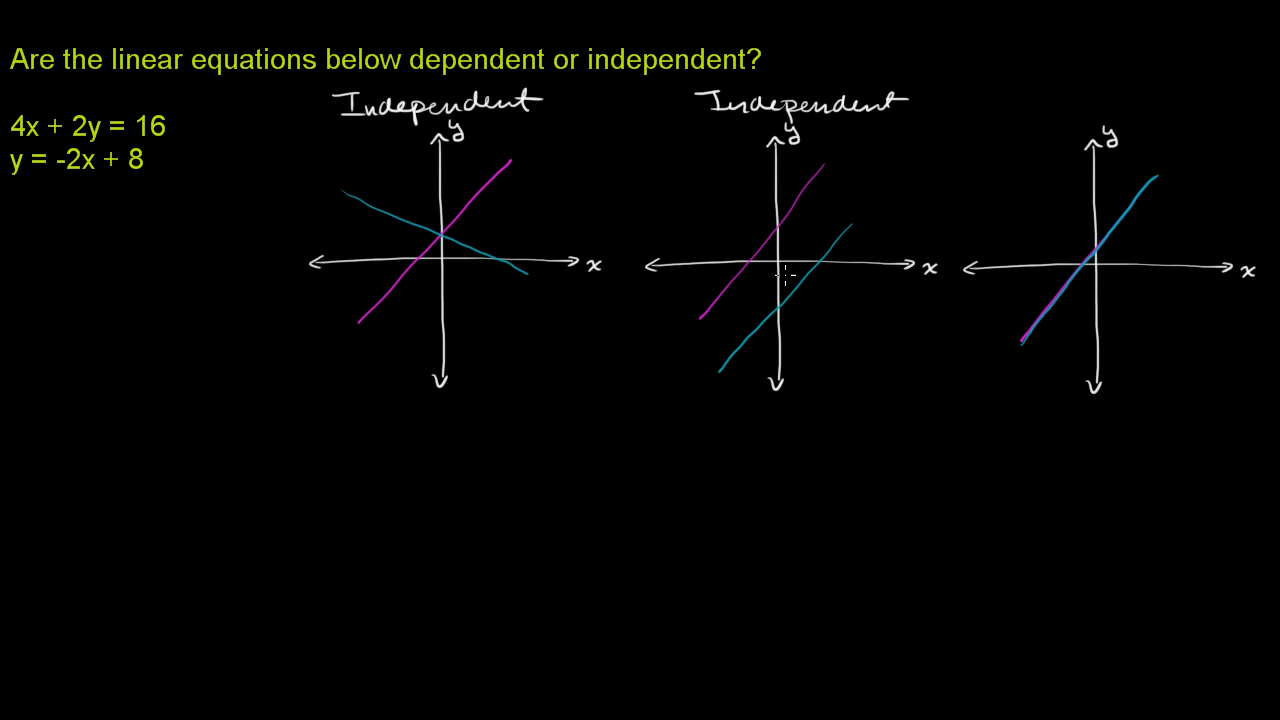 Are the linear equations below dependent or independent?
Independent Independent
4x + 2y = 16
y = -2x + 8
y y y
x x x